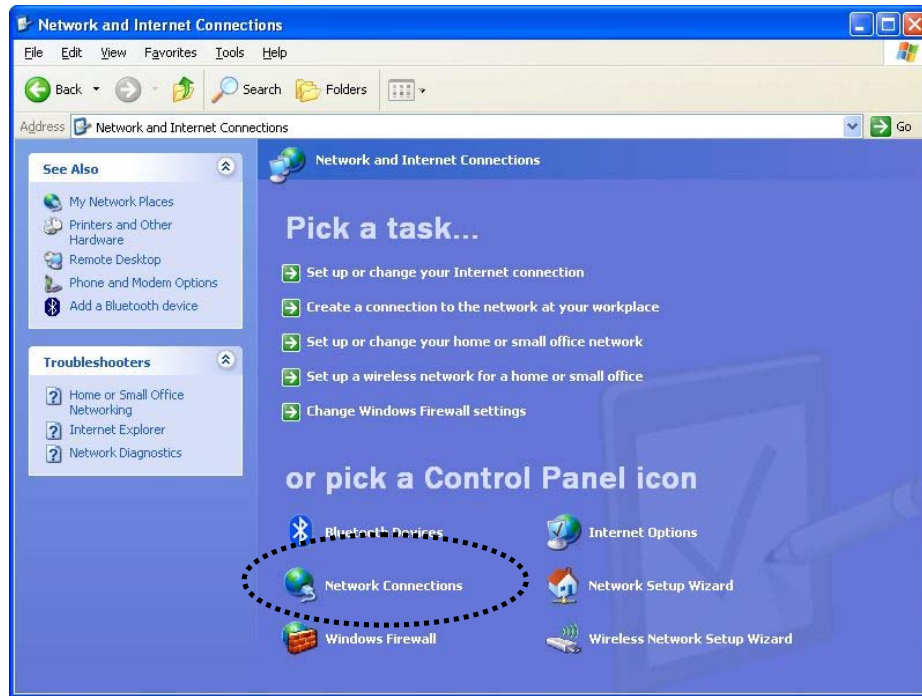 Network and Internet Connections
File Edit View Favorites Tools Help
Back Search Folders
Address Network and Internet Connections Go
See Also
My Network Places
Printers and Other
Hardware
Remote Desktop
Phone and Modem Options
Add a Bluetooth device
Troubleshooters
Home or Small Office
Networking
Internet Explorer
Network Diagnostics
Network and Internet Connections
Pick a task...
Set up or change your Internet connection
Create a connection to the network at your workplace
Set up or change your home or small office network
Set up a wireless network for a home or small office
Change Windows Firewall settings
or pick a Control Panel icon
Bluetooth Devices Internet Options
Network Connections Network Setup Wizard
Windows Firewall Wireless Network Setup Wizard